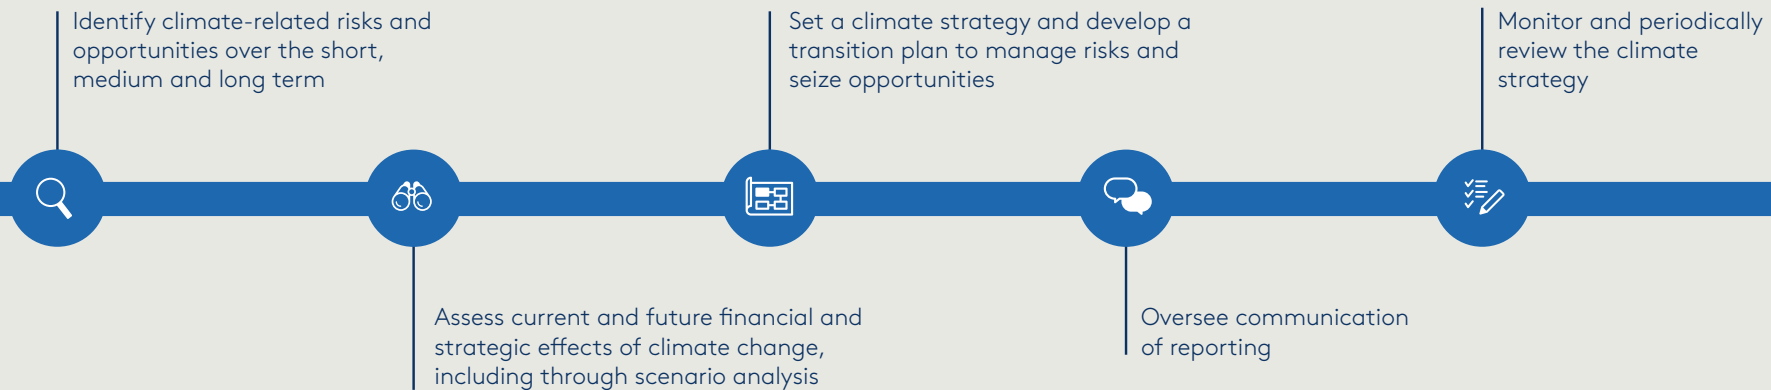 Identify climate-related risks and
opportunities over the short,
medium and long term
Assess current and future financial and
strategic effects of climate change,
including through scenario analysis
Set a climate strategy and develop a
transition plan to manage risks and
seize opportunities
Oversee communication
of reporting
Monitor and periodically
review the climate
strategy